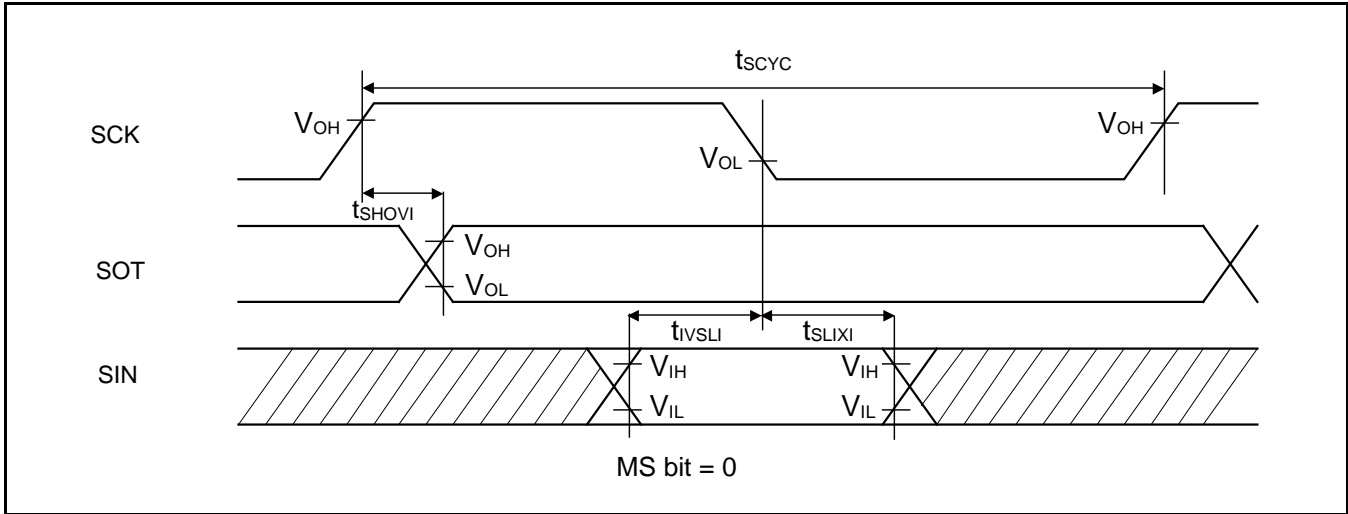 tSCYC
SCK
VOH
VOL
VOH
tSHOVI
SOT
VOH
VOL
tIVSLI
tSLIXI
SIN
VIH
VIL
VIH
VIL
MS bit = 0